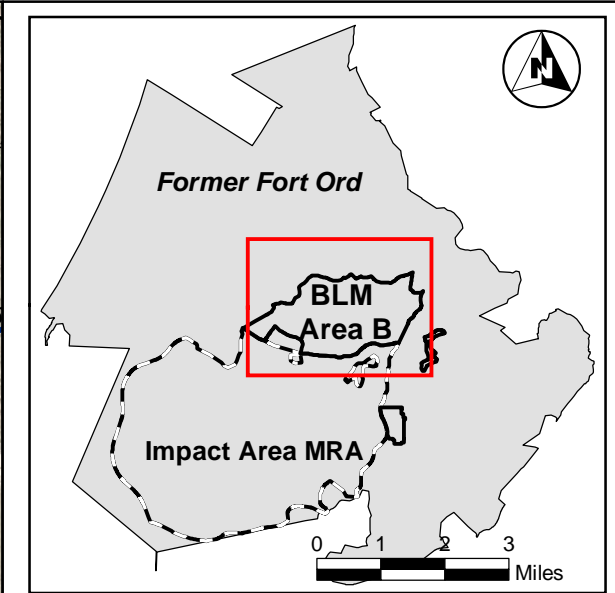 N
Former Fort Ord
BLM
Area B
Impact Area MRA
0 1 2 3
Miles